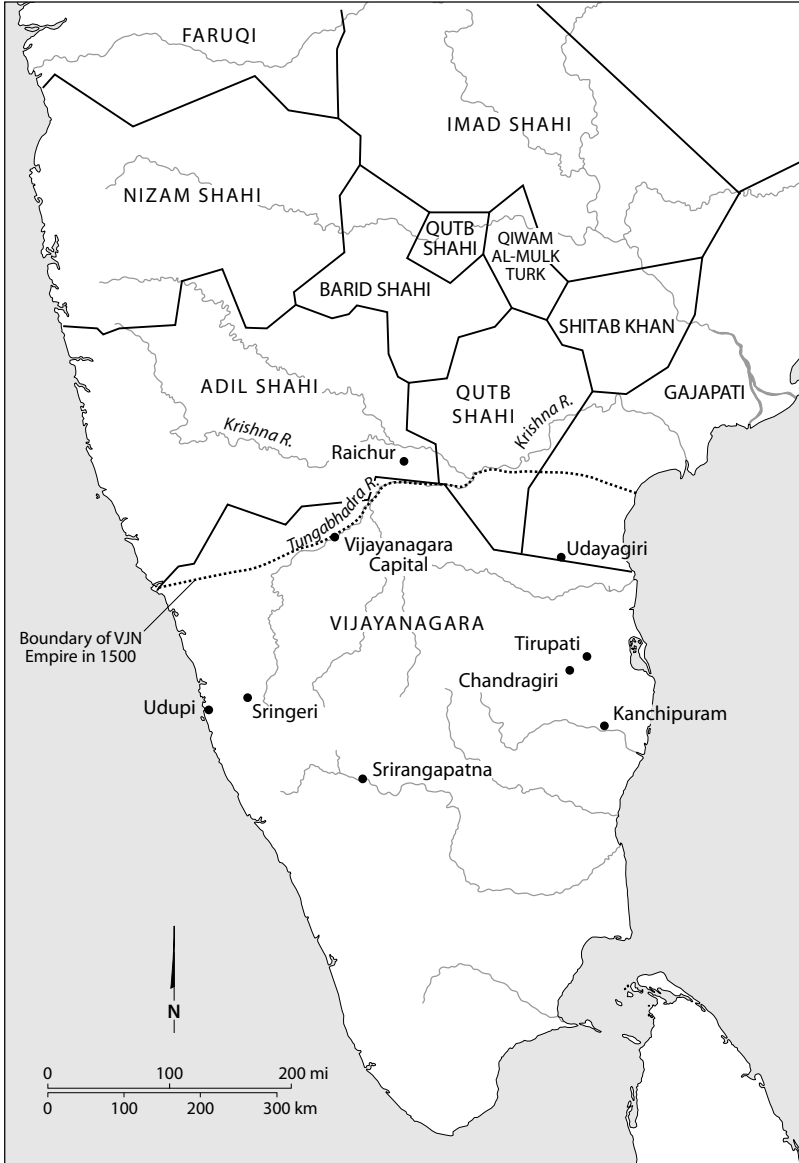 FARUQI
IMAD SHAHI
NIZAM SHAHI
QUTB
SHAHI
QIWAM
AL-MULK
TURK
BARID SHAHI
SHITAB KHAN
ADIL SHAHI
QUTB
SHAHI
GAJAPATI
Krishna R.
Krishna R.
Raichur
Tungabhadra R.
Vijayanagara
Capital
Udayagiri
Boundary of VJN
Empire in 1500
VIJAYANAGARA
Tirupati
Chandragiri
Udupi
Sringeri
Kanchipuram
Srirangapatna
N
0 100 200 mi
0 100 200 300 km